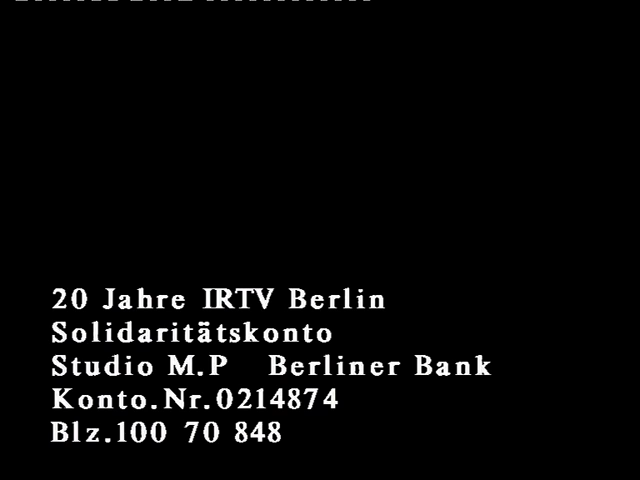 20 Jahre IRTV Berlin
Solidaritätskonto
Studio M.P Berliner Bank
Konto.Nr.0214874
Blz.100 70 848